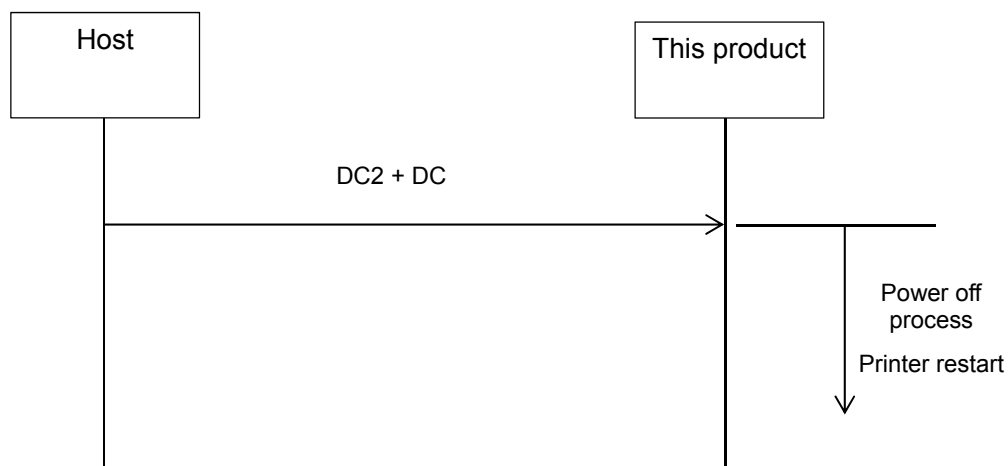 Host
This product
DC2 + DC
Power off
process
Printer restart